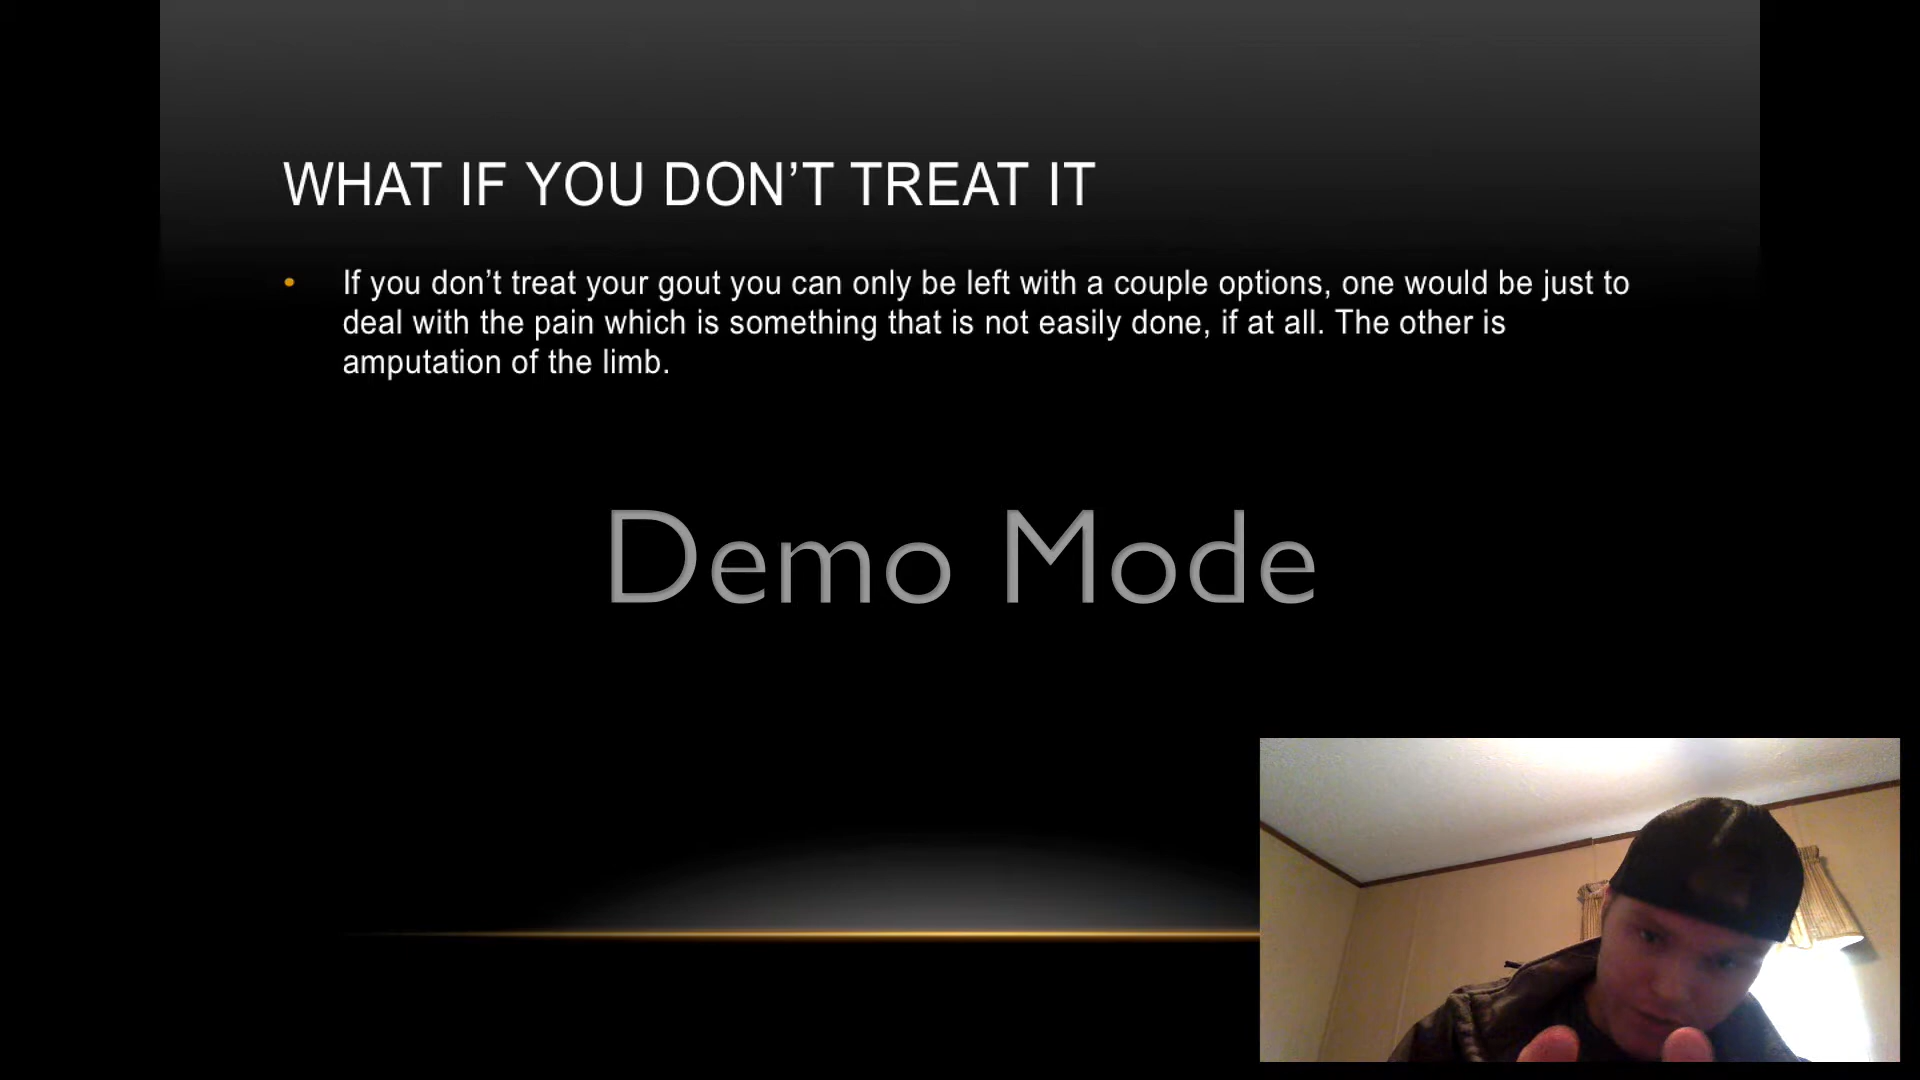 WHAT IF YOU DON’T TREAT IT
• If you don’t treat your gout you can only be left with a couple options, one would be just to
deal with the pain which is something that is not easily done, if at all. The other is
amputation of the limb.
Demo Mode